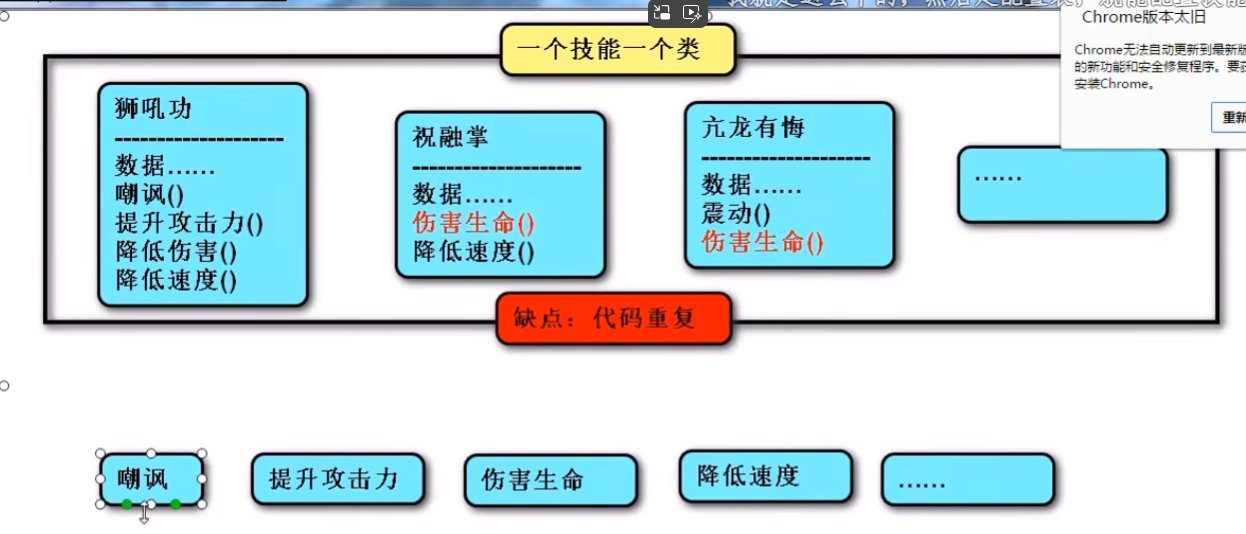 Chrome版本太旧
一个技能一个类
Chrome无法自动更新到最新版
的新功能和安全修复程序。要
安装Chrome。
重新
狮吼功
--------------------
数据……
嘲讽()
提升攻击力()
降低伤害()
降低速度()
祝融掌
--------------------
数据……
伤害生命()
降低速度()
亢龙有悔
--------------------
数据……
震动()
伤害生命()
……
缺点：代码重复
嘲讽
提升攻击力
伤害生命
降低速度
……